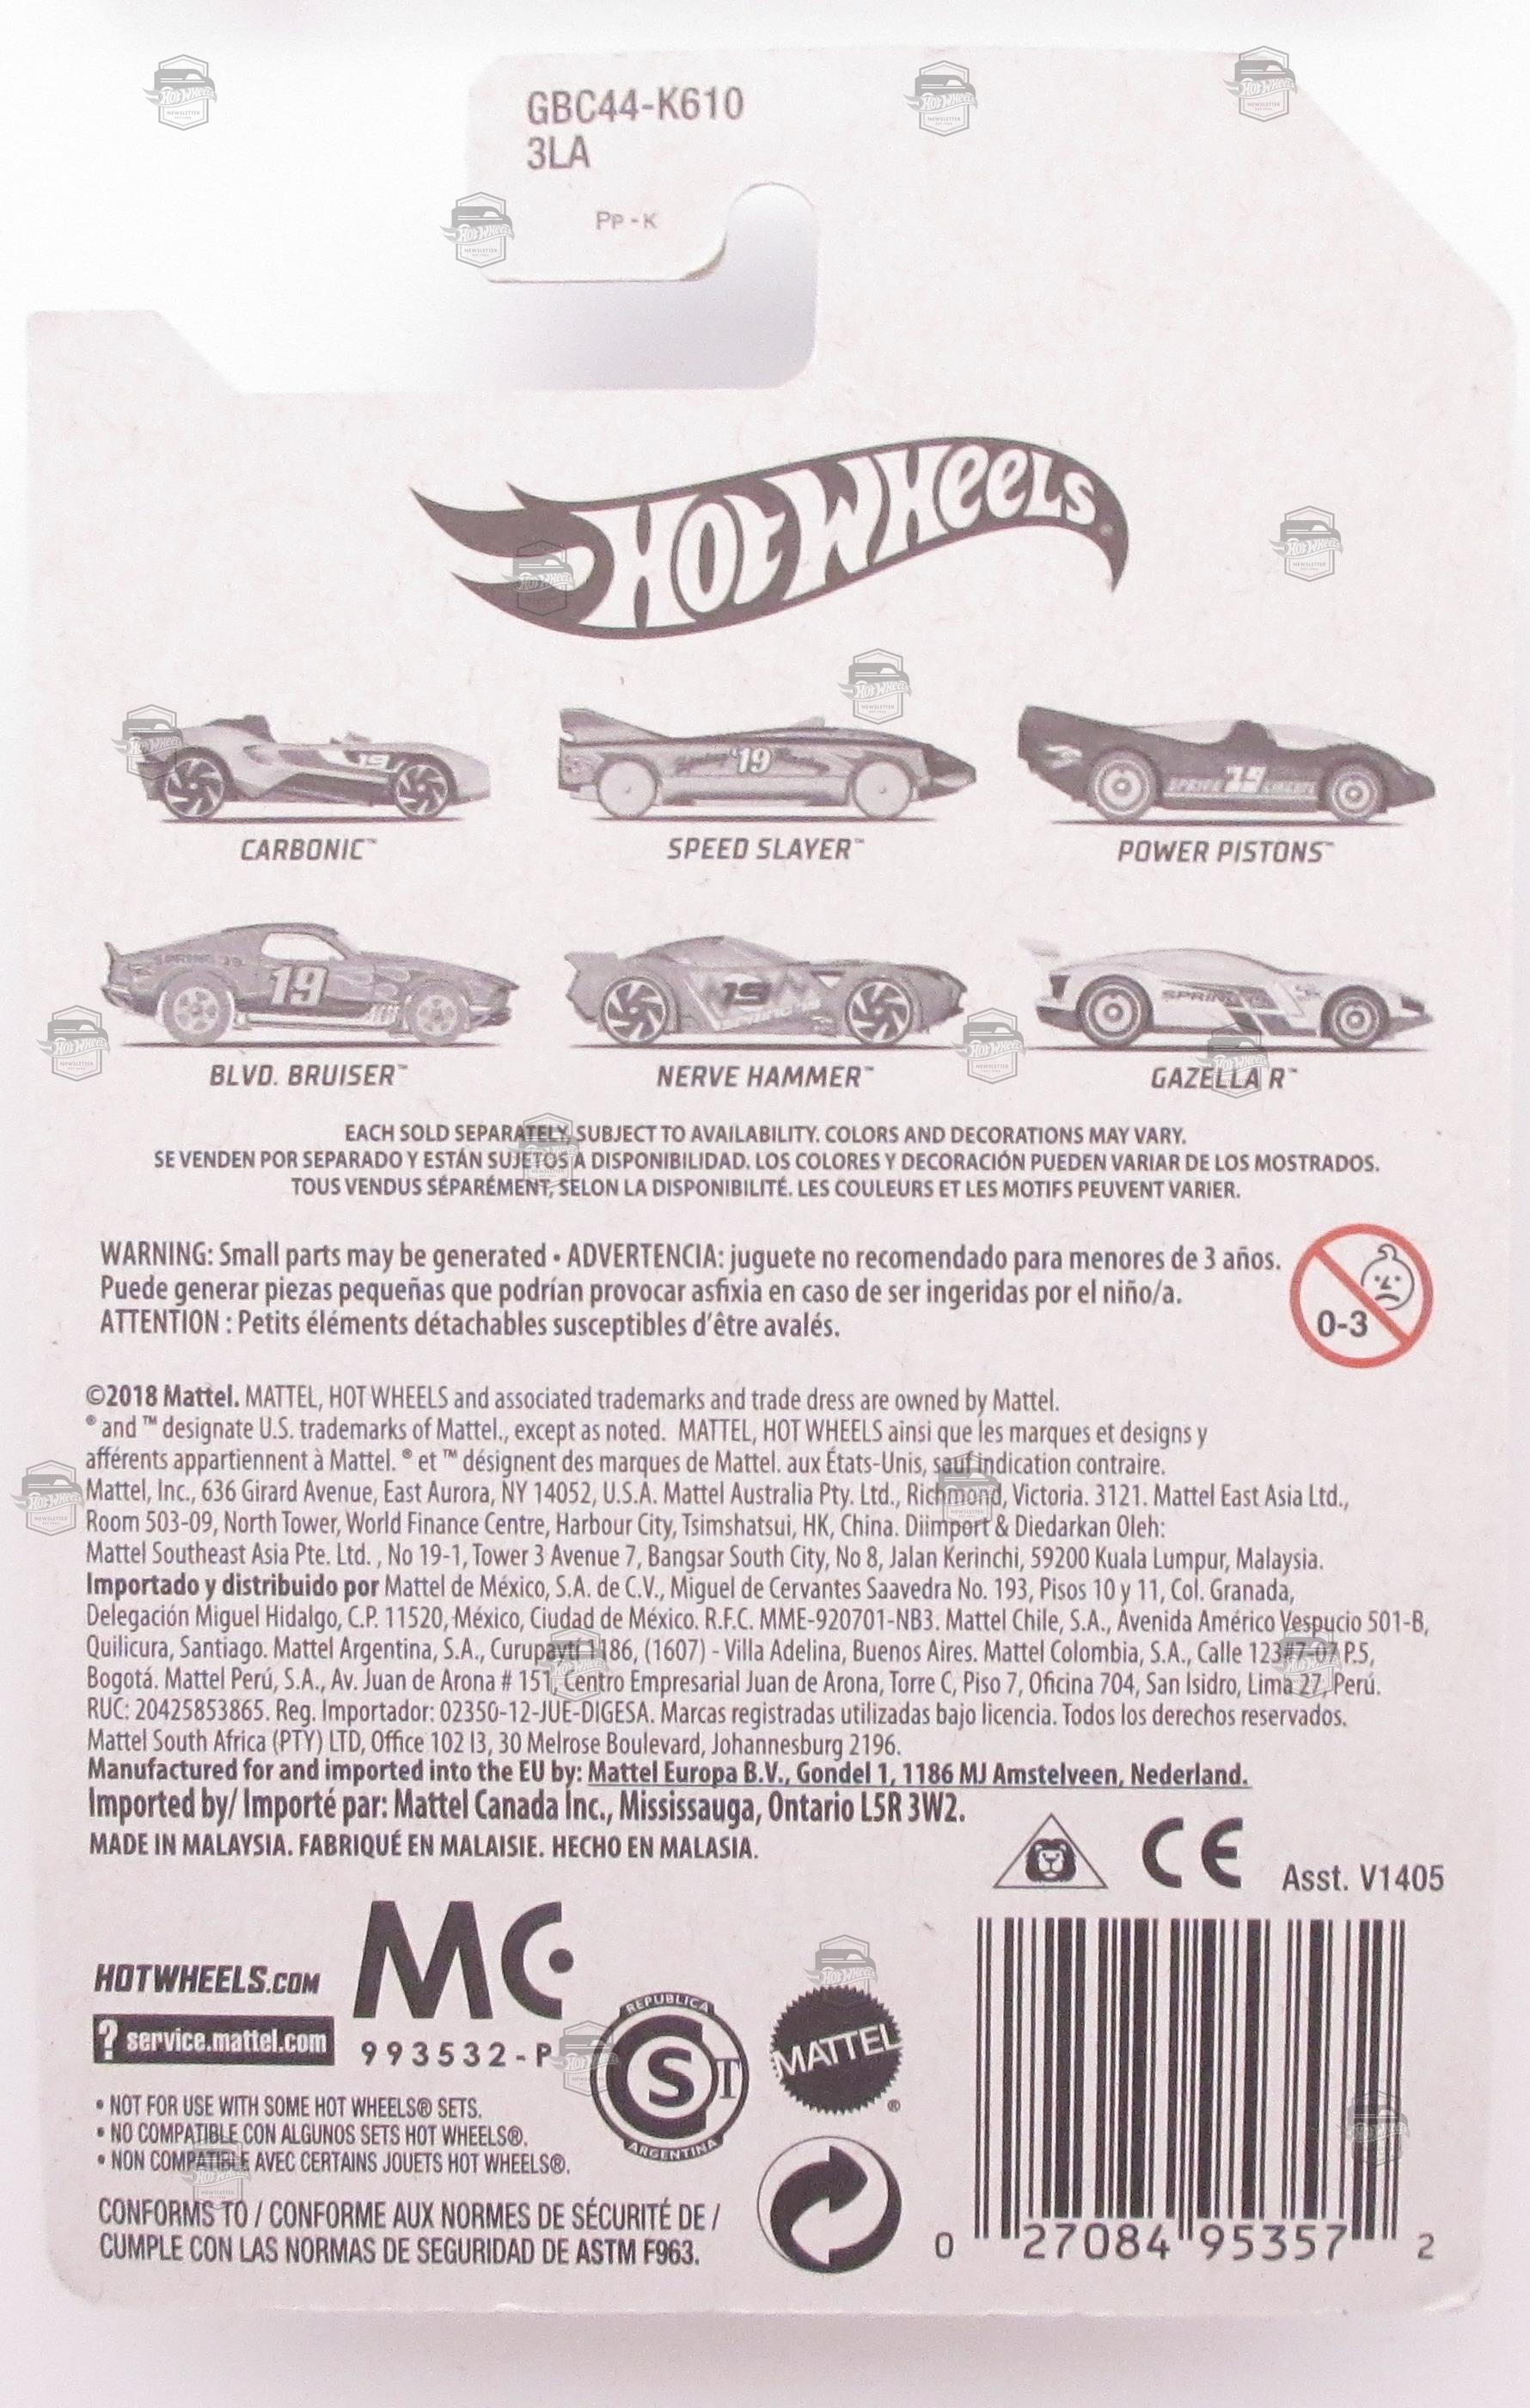 GBC44-K610
3LA
Pp - K
HOT WHEELS
CARBONIC™ SPEED SLAYER™ POWER PISTONS™
BLVD. BRUISER™ NERVE HAMMER™ GAZELLA R™
EACH SOLD SEPARATELY, SUBJECT TO AVAILABILITY. COLORS AND DECORATIONS MAY VARY.
SE VENDEN POR SEPARADO Y ESTÁN SUJETOS A DISPONIBILIDAD. LOS COLORES Y DECORACIÓN PUEDEN VARIAR DE LOS MOSTRADOS.
TOUS VENDUS SÉPARÉMENT, SELON LA DISPONIBILITÉ. LES COULEURS ET LES MOTIFS PEUVENT VARIER.
WARNING: Small parts may be generated • ADVERTENCIA: juguete no recomendado para menores de 3 años.
Puede generar piezas pequeñas que podrían provocar asfixia en caso de ser ingeridas por el niño/a.
ATTENTION : Petits éléments détachables susceptibles d'être avalés.
0-3
©2018 Mattel. MATTEL, HOT WHEELS and associated trademarks and trade dress are owned by Mattel.
® and ™ designate U.S. trademarks of Mattel., except as noted. MATTEL, HOT WHEELS ainsi que les marques et designs y
afférents appartiennent à Mattel. ® et ™ désignent des marques de Mattel. aux États-Unis, sauf indication contraire.
Mattel, Inc., 636 Girard Avenue, East Aurora, NY 14052, U.S.A. Mattel Australia Pty. Ltd., Richmond, Victoria. 3121. Mattel East Asia Ltd.,
Room 503-09, North Tower, World Finance Centre, Harbour City, Tsimshatsui, HK, China. Diimport & Diedarkan Oleh:
Mattel Southeast Asia Pte. Ltd. , No 19-1, Tower 3 Avenue 7, Bangsar South City, No 8, Jalan Kerinchi, 59200 Kuala Lumpur, Malaysia.
Importado y distribuido por Mattel de México, S.A. de C.V., Miguel de Cervantes Saavedra No. 193, Pisos 10 y 11, Col. Granada,
Delegación Miguel Hidalgo, C.P. 11520, México, Ciudad de México. R.F.C. MME-920701-NB3. Mattel Chile, S.A., Avenida Américo Vespucio 501-B,
Quilicura, Santiago. Mattel Argentina, S.A., Curupaytí 1186, (1607) - Villa Adelina, Buenos Aires. Mattel Colombia, S.A., Calle 123#7-07 P.5,
Bogotá. Mattel Perú, S.A., Av. Juan de Arona # 151, Centro Empresarial Juan de Arona, Torre C, Piso 7, Oficina 704, San Isidro, Lima 27, Perú.
RUC: 20425853865. Reg. Importador: 02350-12-JUE-DIGESA. Marcas registradas utilizadas bajo licencia. Todos los derechos reservados.
Mattel South Africa (PTY) LTD, Office 102 I3, 30 Melrose Boulevard, Johannesburg 2196.
Manufactured for and imported into the EU by: Mattel Europa B.V., Gondel 1, 1186 MJ Amstelveen, Nederland.
Imported by/ Importé par: Mattel Canada Inc., Mississauga, Ontario L5R 3W2.
MADE IN MALAYSIA. FABRIQUÉ EN MALAISIE. HECHO EN MALASIA.
CE Asst. V1405
MC
HOTWHEELS.COM
? service.mattel.com
993532-P
REPUBLICA
S T
ARGENTINA
MATTEL®
• NOT FOR USE WITH SOME HOT WHEELS® SETS.
• NO COMPATIBLE CON ALGUNOS SETS HOT WHEELS®.
• NON COMPATIBLE AVEC CERTAINS JOUETS HOT WHEELS®.
CONFORMS TO / CONFORME AUX NORMES DE SÉCURITÉ DE /
CUMPLE CON LAS NORMAS DE SEGURIDAD DE ASTM F963.
0 27084 95357 2